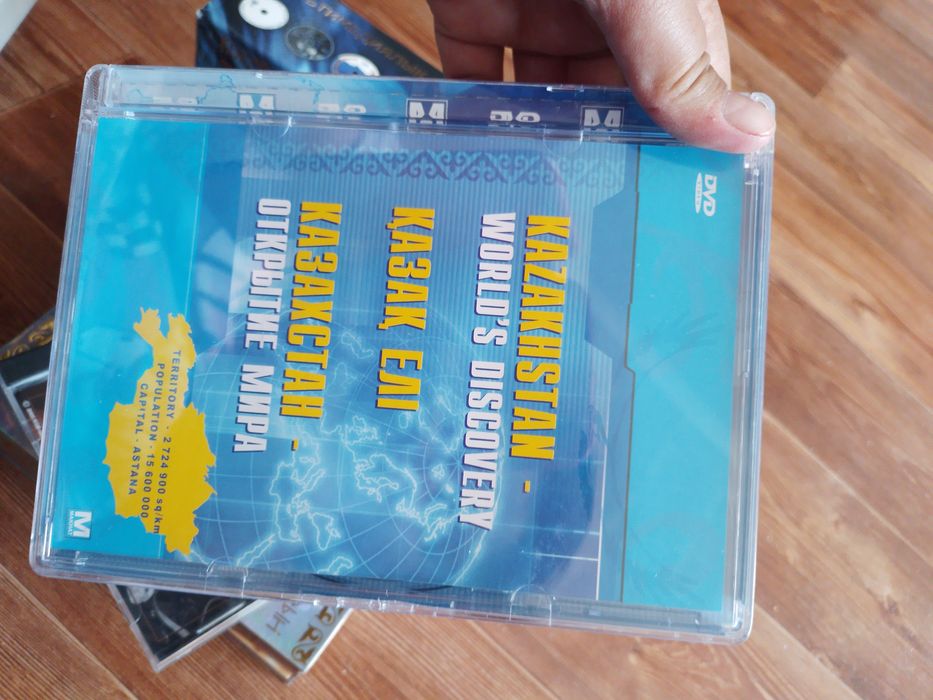 DVD
KAZAKHSTAN -
WORLD'S DISCOVERY
ҚАЗАҚ ЕЛІ
КАЗАХСТАН -
ОТКРЫТИЕ МИРА
TERRITORY - 2 724 900 sq/km
POPULATION - 15 600 000
CAPITAL - ASTANA
M